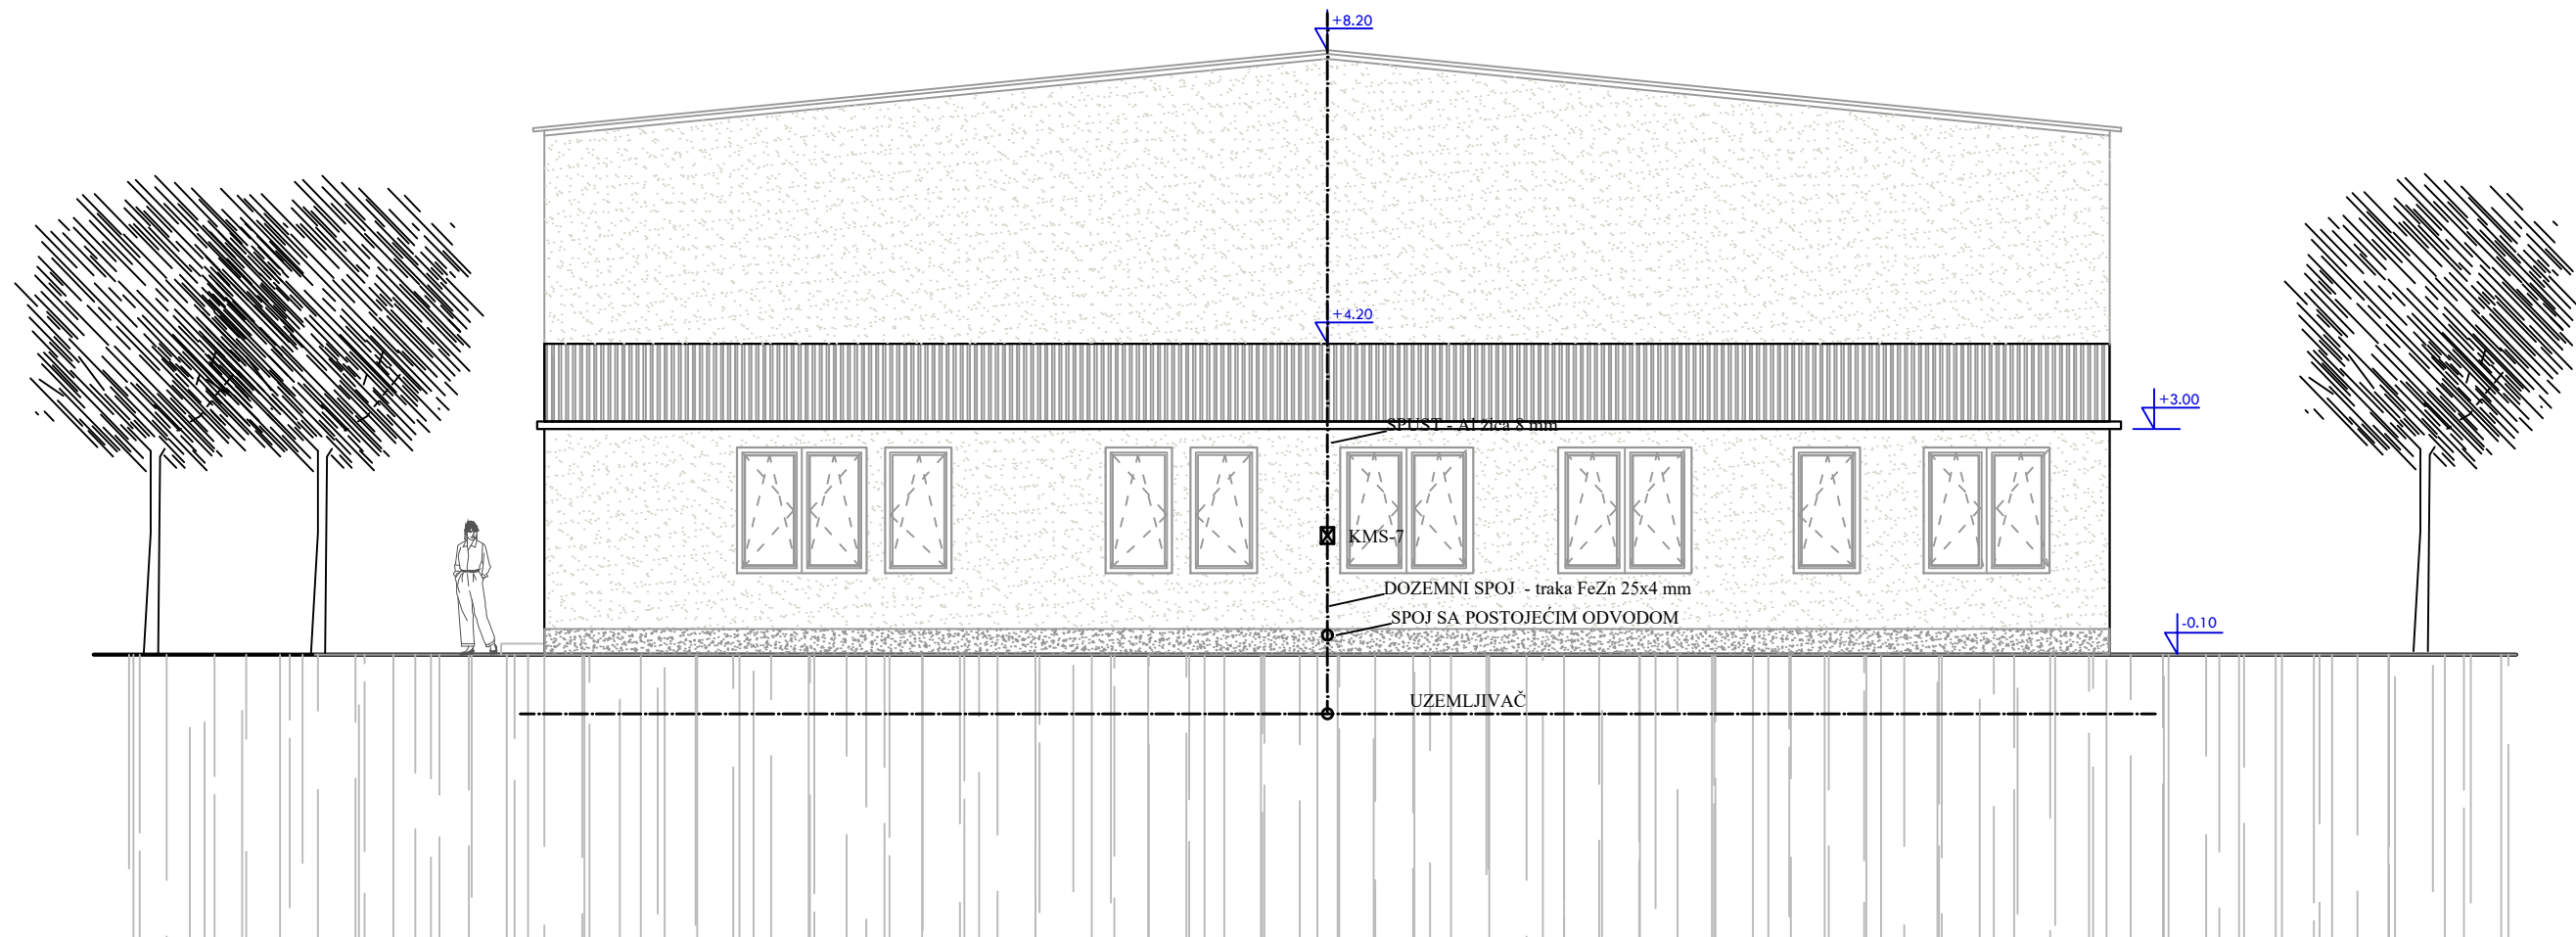 +8.20
+4.20
+3.00
SPUST - Al žica 8 mm
KMS-7
DOZEMNI SPOJ - traka FeZn 25x4 mm
SPOJ SA POSTOJEĆIM ODVODOM
-0.10
UZEMLJIVAČ